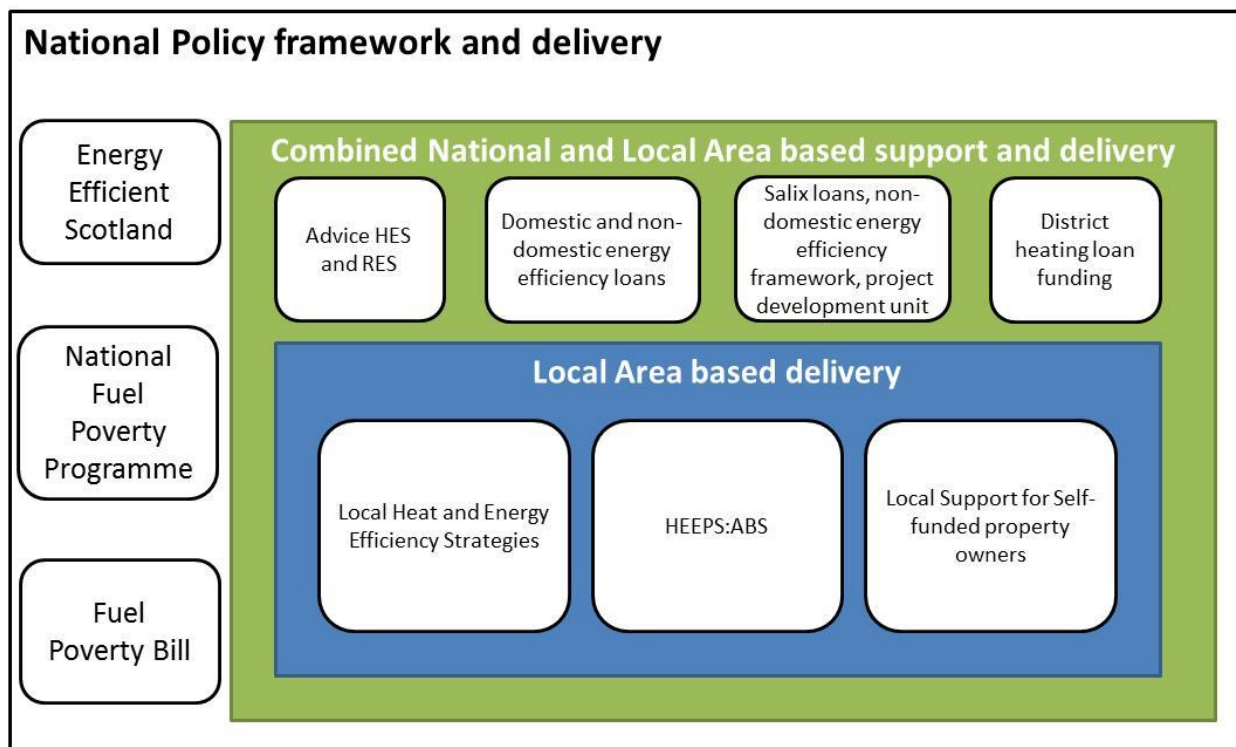 National Policy framework and delivery
Energy
Efficient
Scotland
National
Fuel
Poverty
Programme
Fuel
Poverty Bill
Combined National and Local Area based support and delivery
Advice HES
and RES
Domestic and non-
domestic energy
efficiency loans
Salix loans, non-
domestic energy
efficiency
framework, project
development unit
District
heating loan
funding
Local Area based delivery
Local Heat and Energy
Efficiency Strategies
HEEPS:ABS
Local Support for Self-
funded property
owners